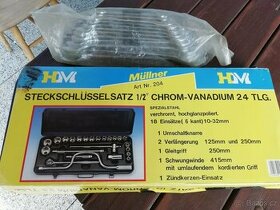 HDM
Müllner
Art Nr. 204
HDM
STECKSCHLÜSSELSATZ 1/2" CHROM-VANADIUM 24 TLG.
SPEZIALSTAHL
verchromt, hochglanzpoliert.
18 Einsätze( 6 kant) 10-32mm
1 Umschaltknarre
2 Verlängerung 125mm und 250mm
1 Gleitgriff 250mm
1 Schwungwinde 415mm
mit umlaufendem kordierten Griff
1 Zündkerzen-Einsatz